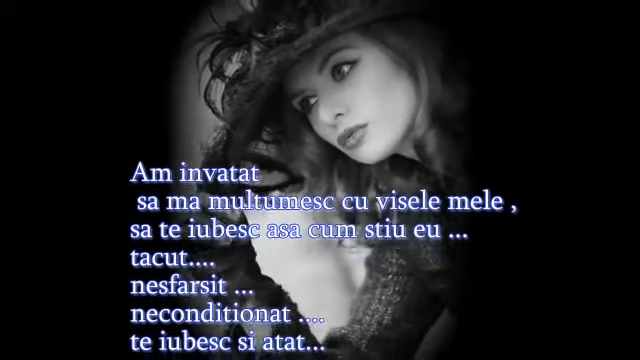 Am invatat
sa ma multumesc cu visele mele ,
sa te iubesc asa cum stiu eu ...
tacut....
nesfarsit ...
neconditionat ....
te iubesc si atat...